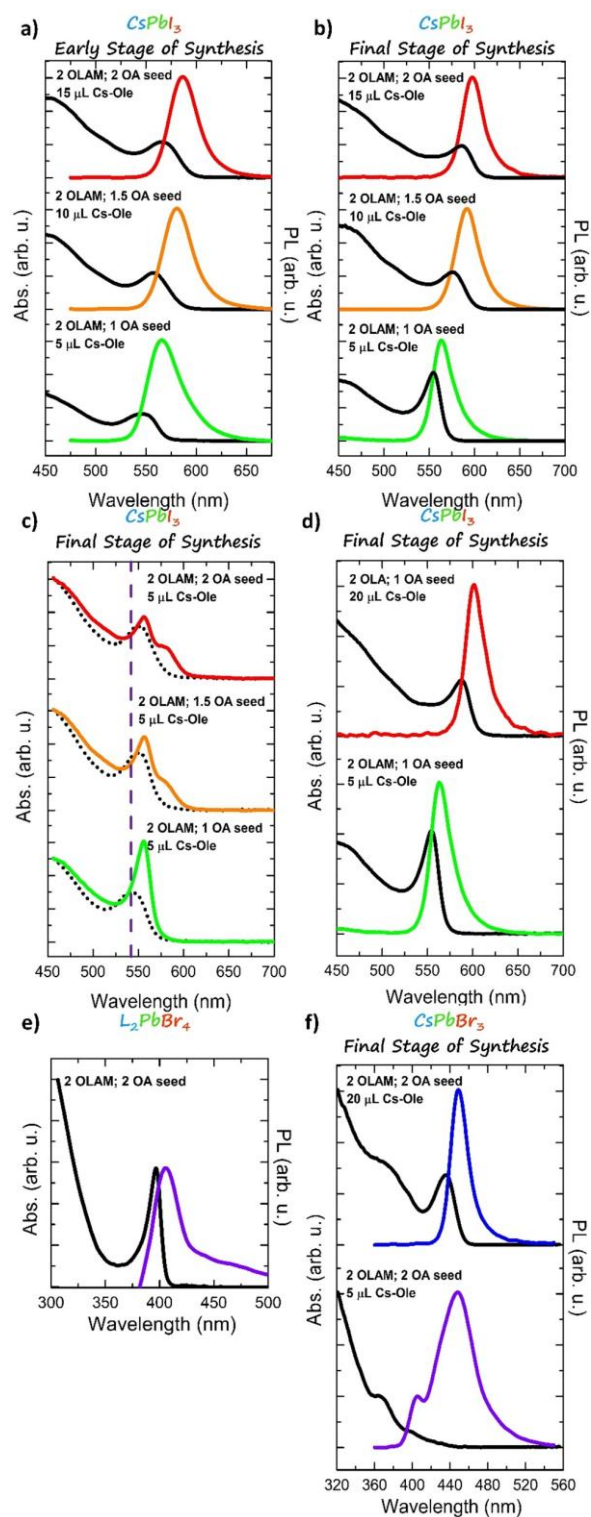 a)
CsPbI₃
Early Stage of Synthesis
2 OLAM; 2 OA seed
15 µL Cs-Ole
2 OLAM; 1.5 OA seed
10 µL Cs-Ole
2 OLAM; 1 OA seed
5 µL Cs-Ole
Abs. (arb. u.)
PL (arb. u.)
450 500 550 600 650
Wavelength (nm)
b)
CsPbI₃
Final Stage of Synthesis
2 OLAM; 2 OA seed
15 µL Cs-Ole
2 OLAM; 1.5 OA seed
10 µL Cs-Ole
2 OLAM; 1 OA seed
5 µL Cs-Ole
Abs. (arb. u.)
PL (arb. u.)
450 500 550 600 650 700
Wavelength (nm)
c)
CsPbI₃
Final Stage of Synthesis
2 OLAM; 2 OA seed
5 µL Cs-Ole
2 OLAM; 1.5 OA seed
5 µL Cs-Ole
2 OLAM; 1 OA seed
5 µL Cs-Ole
Abs. (arb. u.)
450 500 550 600 650 700
Wavelength (nm)
d)
CsPbI₃
Final Stage of Synthesis
2 OLA; 1 OA seed
20 µL Cs-Ole
2 OLAM; 1 OA seed
5 µL Cs-Ole
Abs. (arb. u.)
PL (arb. u.)
450 500 550 600 650 700
Wavelength (nm)
e)
L₂PbBr₄
2 OLAM; 2 OA seed
Abs. (arb. u.)
PL (arb. u.)
300 350 400 450 500
Wavelength (nm)
f)
CsPbBr₃
Final Stage of Synthesis
2 OLAM; 2 OA seed
20 µL Cs-Ole
2 OLAM; 2 OA seed
5 µL Cs-Ole
Abs. (arb. u.)
PL (arb. u.)
320 360 400 440 480 520 560
Wavelength (nm)